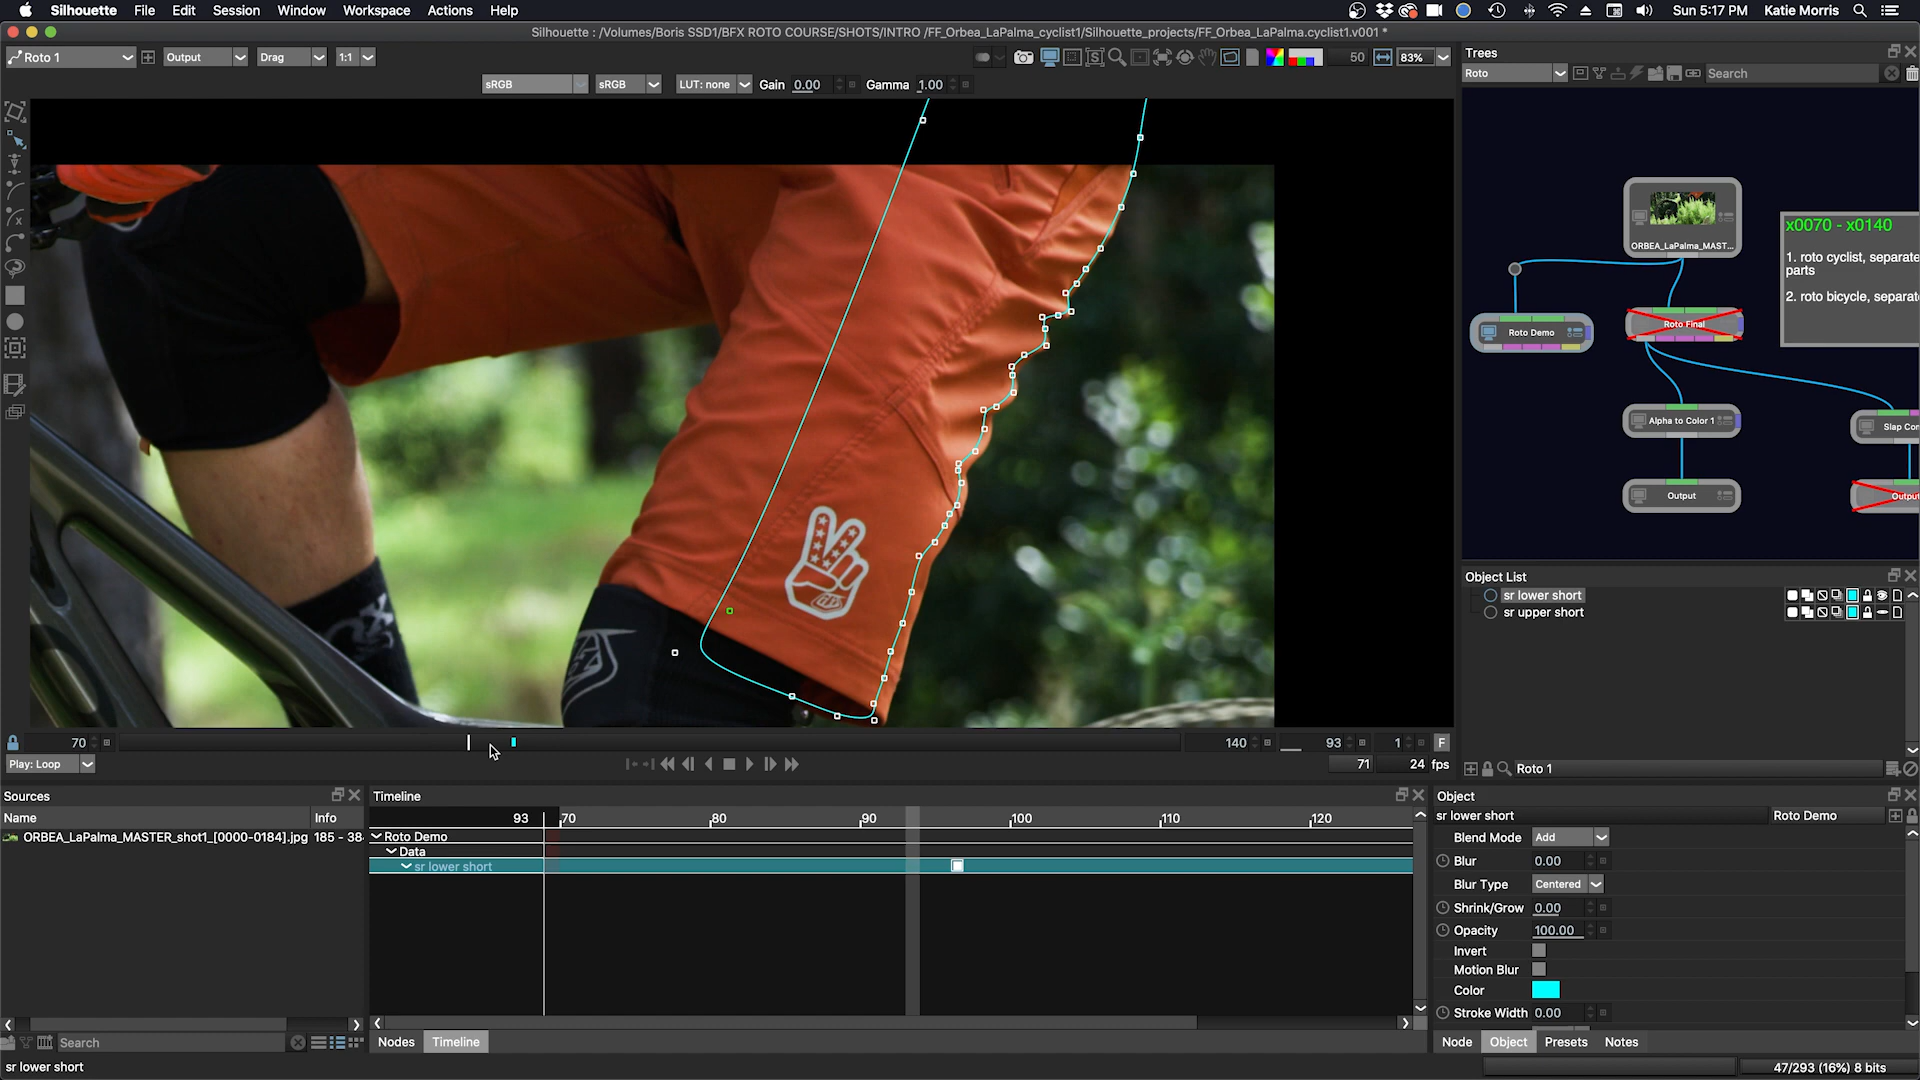 Silhouette File Edit Session Window Workspace Actions Help Sun 5:17 PM Katie Morris
Silhouette : /Volumes/Boris SSD1/BFX ROTO COURSE/SHOTS/INTRO /FF_Orbea_LaPalma_cyclist1/Silhouette_projects/FF_Orbea_LaPalma.cyclist1.v001 *
Roto 1 Output Drag 1:1 50 83%
sRGB sRGB LUT: none Gain 0.00 Gamma 1.00
Trees
Roto Search
ORBEA_LaPalma_MAST...
x0070 - x0140
1. roto cyclist, separate
parts
2. roto bicycle, separat
Roto Demo
Roto Final
Alpha to Color 1
Slap Con
Output
Output
Object List
sr lower short
sr upper short
Roto 1
70 140 93 1 F
Play: Loop 71 24 fps
Sources
Name Info
ORBEA_LaPalma_MASTER_shot1_[0000-0184].jpg 185 - 38
Search
Timeline
93 70 80 90 100 110 120
Roto Demo
Data
sr lower short
Nodes Timeline
Object
sr lower short Roto Demo
Blend Mode Add
Blur 0.00
Blur Type Centered
Shrink/Grow 0.00
Opacity 100.00
Invert
Motion Blur
Color
Stroke Width 0.00
Node Object Presets Notes
sr lower short
47/293 (16%) 8 bits